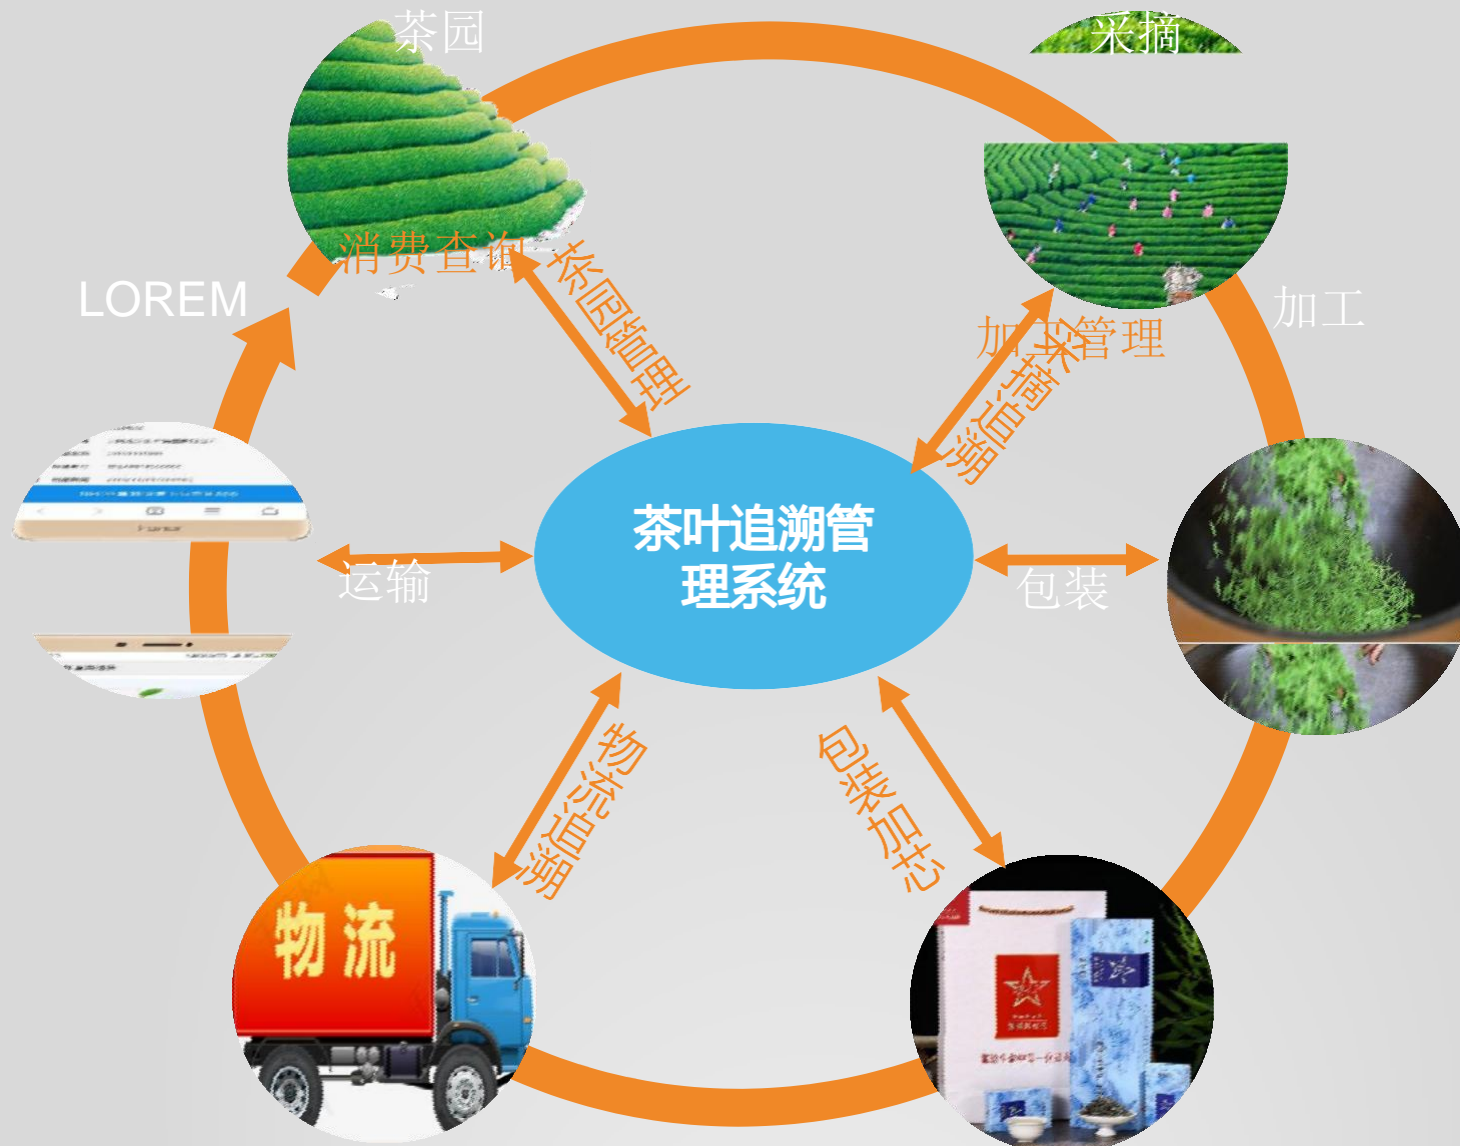 茶园
采摘
消费查询
茶园管理
LOREM
加工
加工管理
采摘追溯
茶叶追溯管
理系统
运输
包装
物流追溯
包装加芯
物流